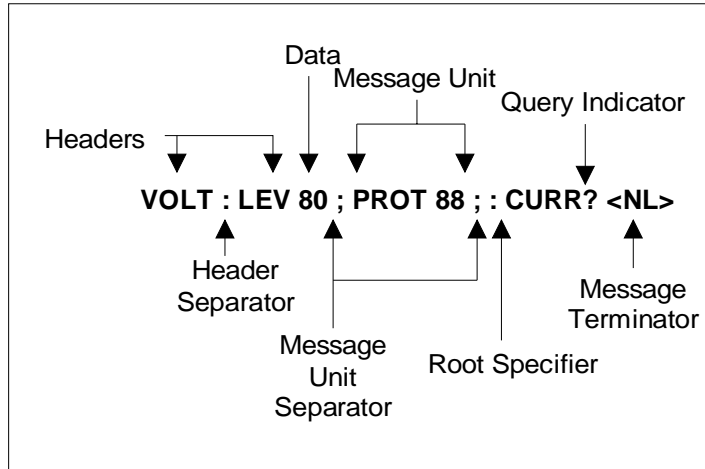 Data
Message Unit
Query Indicator
Headers
VOLT : LEV 80 ; PROT 88 ; : CURR? <NL>
Header
Separator
Message
Unit
Separator
Root Specifier
Message
Terminator